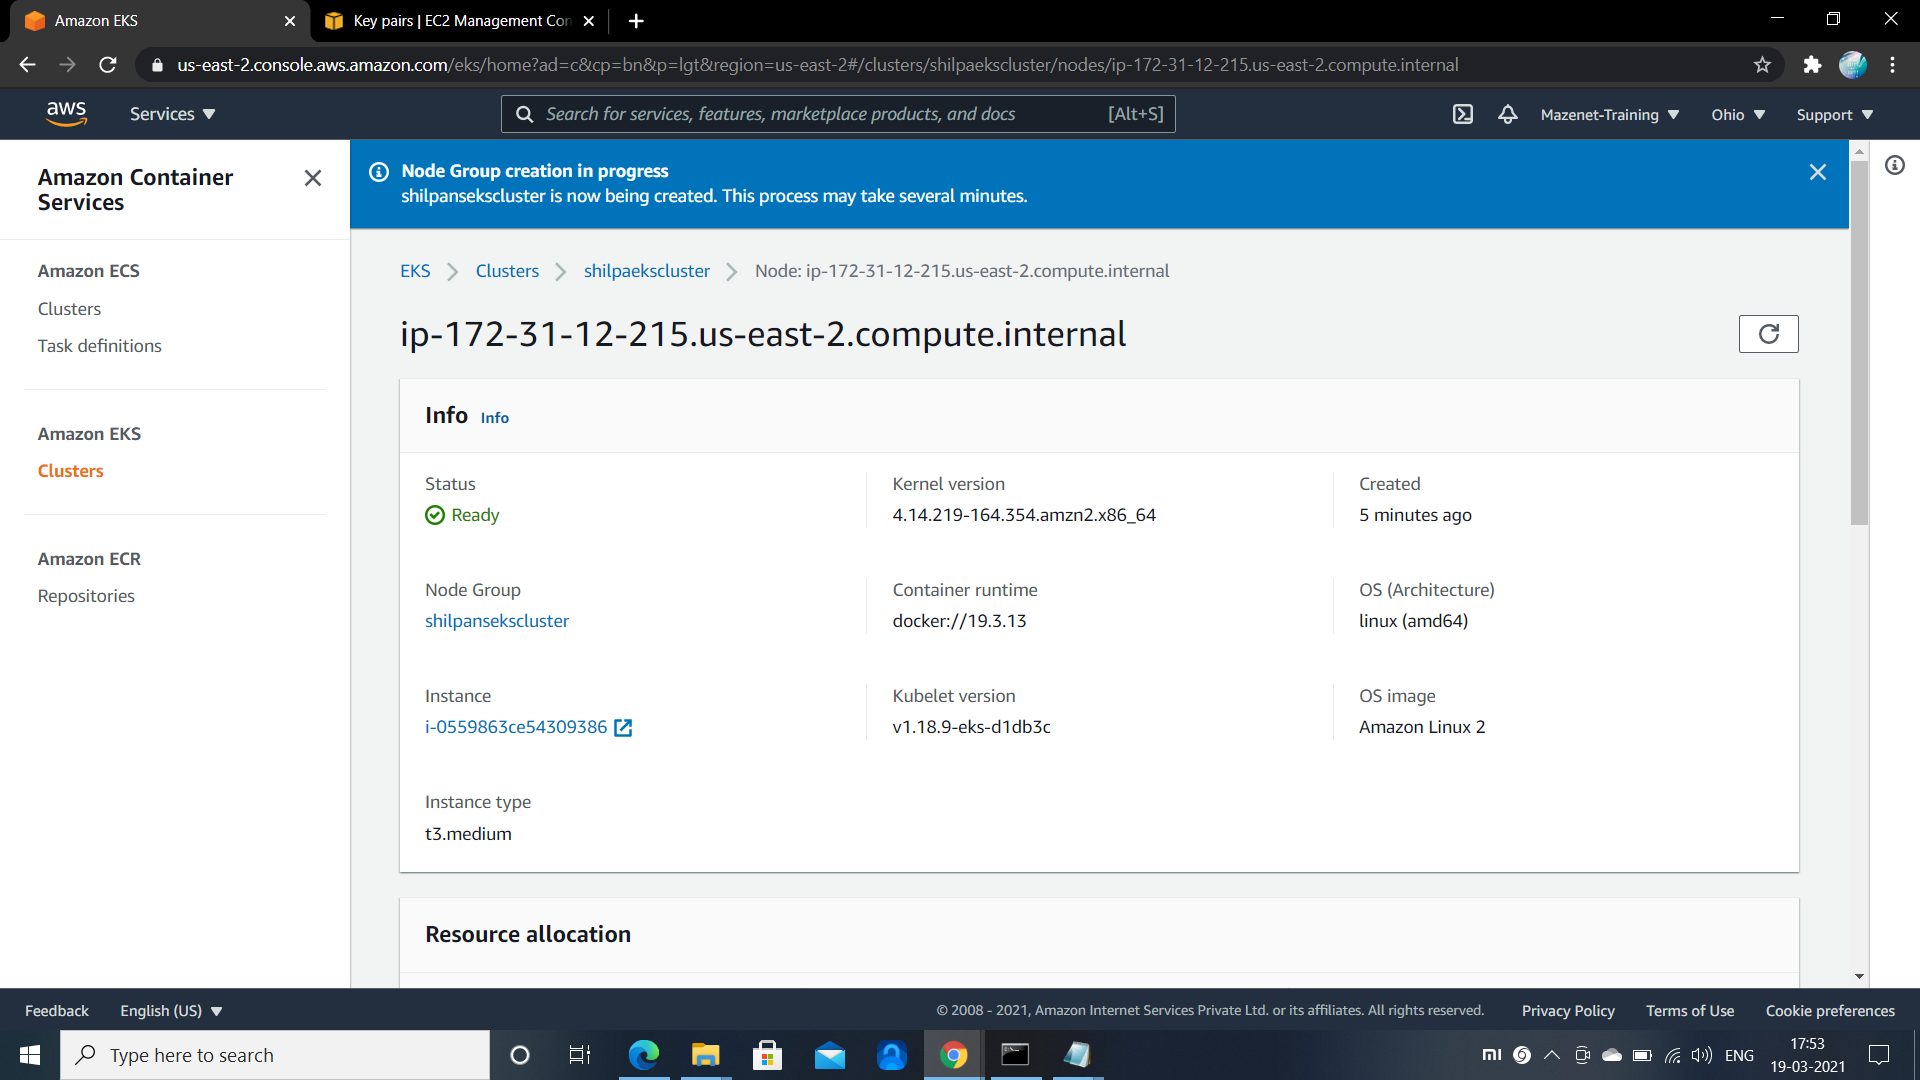 Amazon EKS
Key pairs | EC2 Management Con
us-east-2.console.aws.amazon.com/eks/home?ad=c&cp=bn&p=lgt&region=us-east-2#/clusters/shilpaekscluster/nodes/ip-172-31-12-215.us-east-2.compute.internal
aws
Services
Search for services, features, marketplace products, and docs [Alt+S]
Mazenet-Training
Ohio
Support
Amazon Container Services
Amazon ECS
Clusters
Task definitions
Amazon EKS
Clusters
Amazon ECR
Repositories
Node Group creation in progress
shilpansekscluster is now being created. This process may take several minutes.
EKS > Clusters > shilpaekscluster > Node: ip-172-31-12-215.us-east-2.compute.internal
ip-172-31-12-215.us-east-2.compute.internal
Info Info
Status
Ready
Kernel version
4.14.219-164.354.amzn2.x86_64
Created
5 minutes ago
Node Group
shilpansekscluster
Container runtime
docker://19.3.13
OS (Architecture)
linux (amd64)
Instance
i-0559863ce54309386
Kubelet version
v1.18.9-eks-d1db3c
OS image
Amazon Linux 2
Instance type
t3.medium
Resource allocation
Feedback
English (US)
© 2008 - 2021, Amazon Internet Services Private Ltd. or its affiliates. All rights reserved.
Privacy Policy
Terms of Use
Cookie preferences
Type here to search
mi
ENG
17:53
19-03-2021